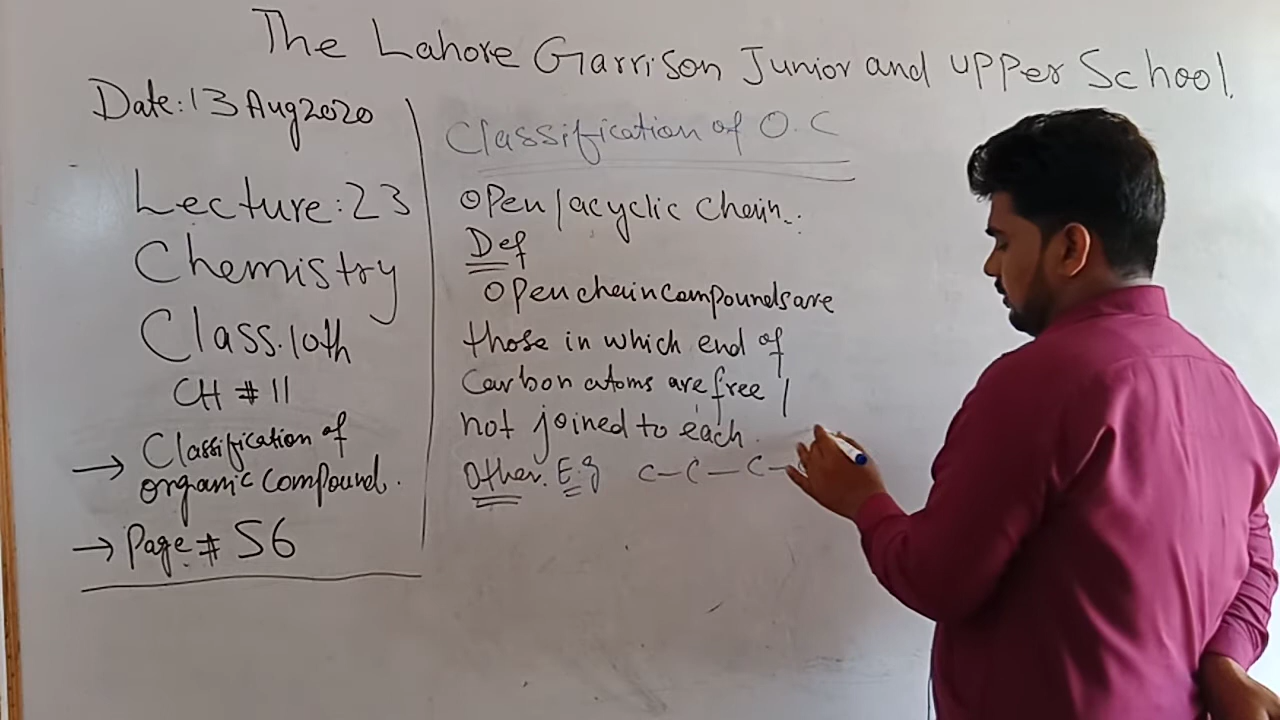 The Lahore Garrison Junior and Upper School.
Date: 13 Aug 2020
Lecture: 23
Chemistry
Class. 10th
CH # 11
→ Classification of
organic Compound.
→ Page # 56
Classification of O.C
Open / acyclic Chain.:
Def
Open chain compounds are
those in which end of
Carbon atoms are free /
not joined to each
Other. E.g C-C-C-